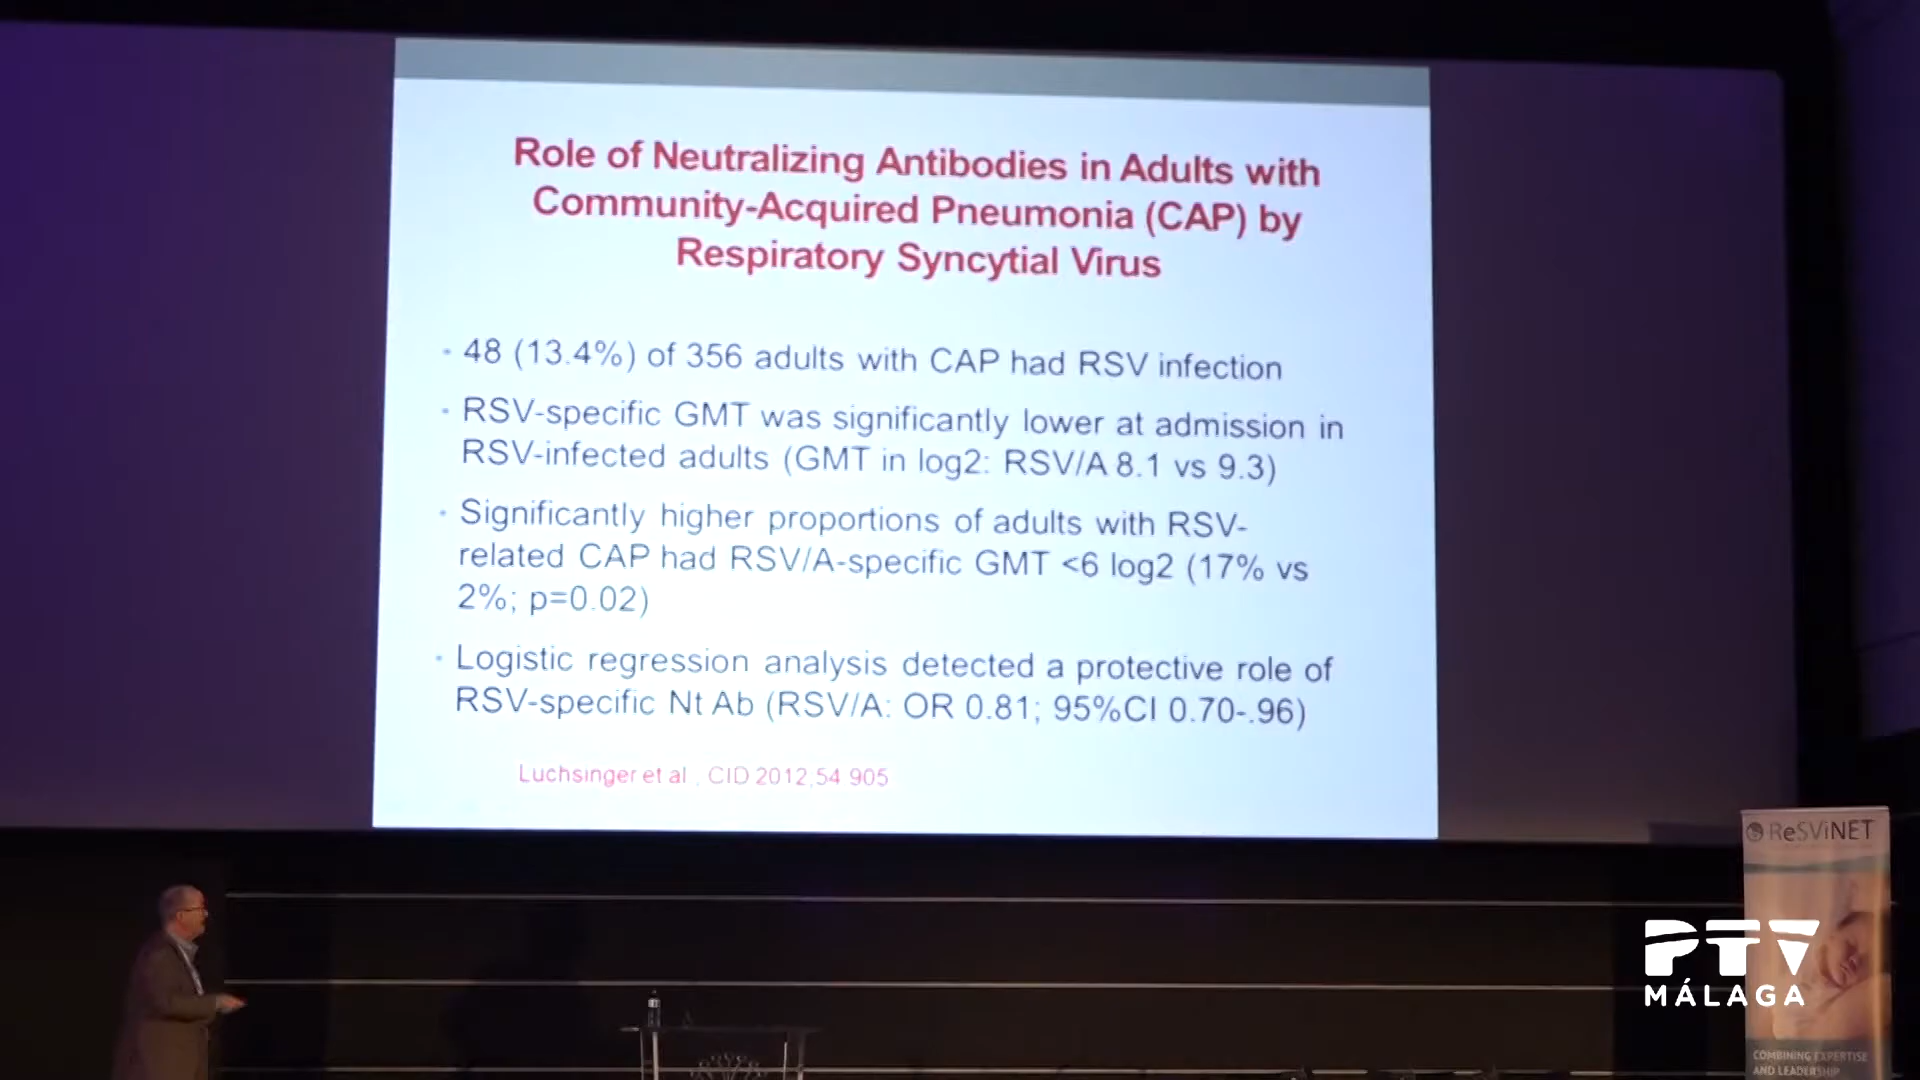 Role of Neutralizing Antibodies in Adults with
Community-Acquired Pneumonia (CAP) by
Respiratory Syncytial Virus
• 48 (13.4%) of 356 adults with CAP had RSV infection
• RSV-specific GMT was significantly lower at admission in
RSV-infected adults (GMT in log2: RSV/A 8.1 vs 9.3)
• Significantly higher proportions of adults with RSV-
related CAP had RSV/A-specific GMT <6 log2 (17% vs
2%; p=0.02)
• Logistic regression analysis detected a protective role of
RSV-specific Nt Ab (RSV/A: OR 0.81; 95%CI 0.70-.96)
Luchsinger et al , CID 2012,54 905
ReSViNET
PTV
MÁLAGA
COMBINING EXPERTISE
AND LEADERSHIP